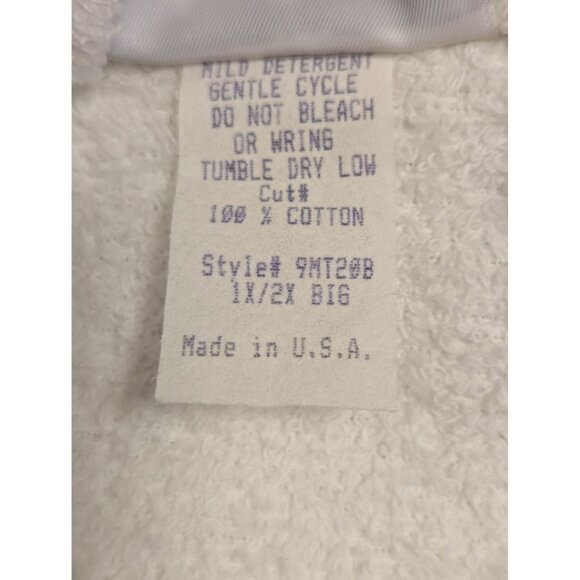 MILD DETERGENT
GENTLE CYCLE
DO NOT BLEACH
OR WRING
TUMBLE DRY LOW
Cut#
100 % COTTON
Style# 9MT20B
1X/2X BIG
Made in U.S.A.